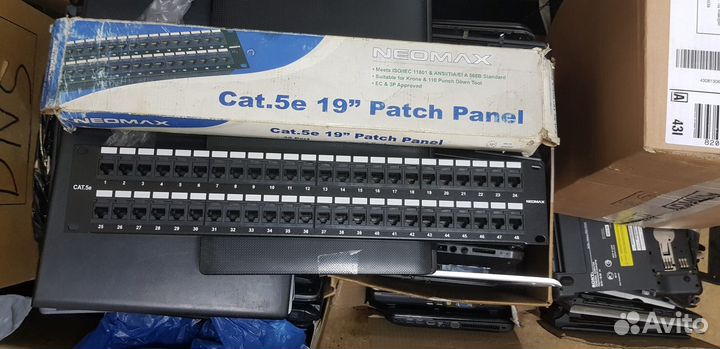 NEOMAX
• Meets ISO/IEC 11801 & ANSI/TIA/EIA 568B Standard
• Suitable for Krone & 110 Punch Down Tool
• EC & 3P Approved
Cat.5e 19” Patch Panel
NEOMAX
Cat.5e 19” Patch Panel
CAT.5e
1 2 3 4 5 6 7 8 9 10 11 12 13 14 15 16 17 18 19 20 21 22 23 24
NEOMAX
25 26 27 28 29 30 31 32 33 34 35 36 37 38 39 40 41 42 43 44 45 46 47 48
DNS
A
43I
820
SONY
Avito